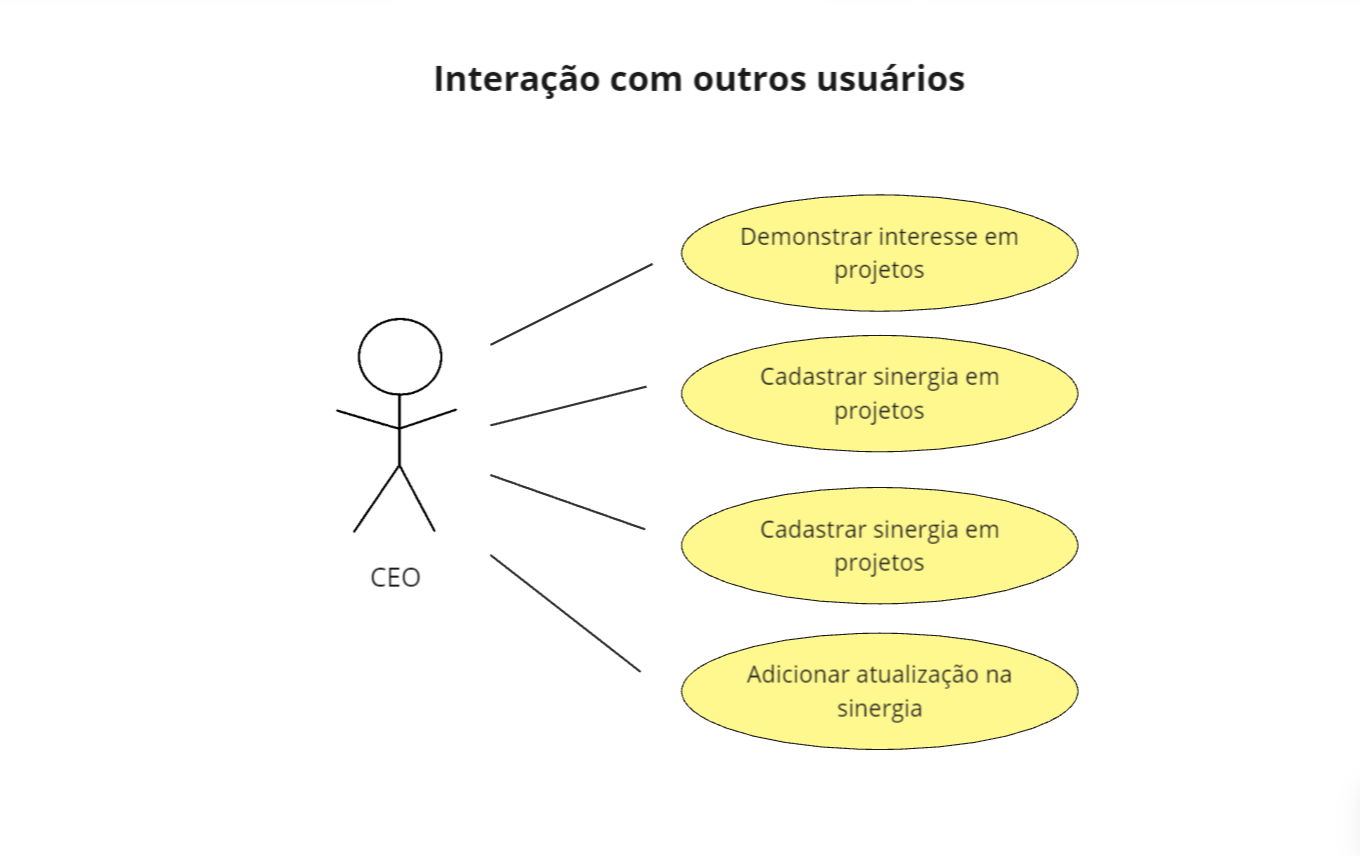 Interação com outros usuários
Demonstrar interesse em
projetos
Cadastrar sinergia em
projetos
Cadastrar sinergia em
projetos
CEO
Adicionar atualização na
sinergia